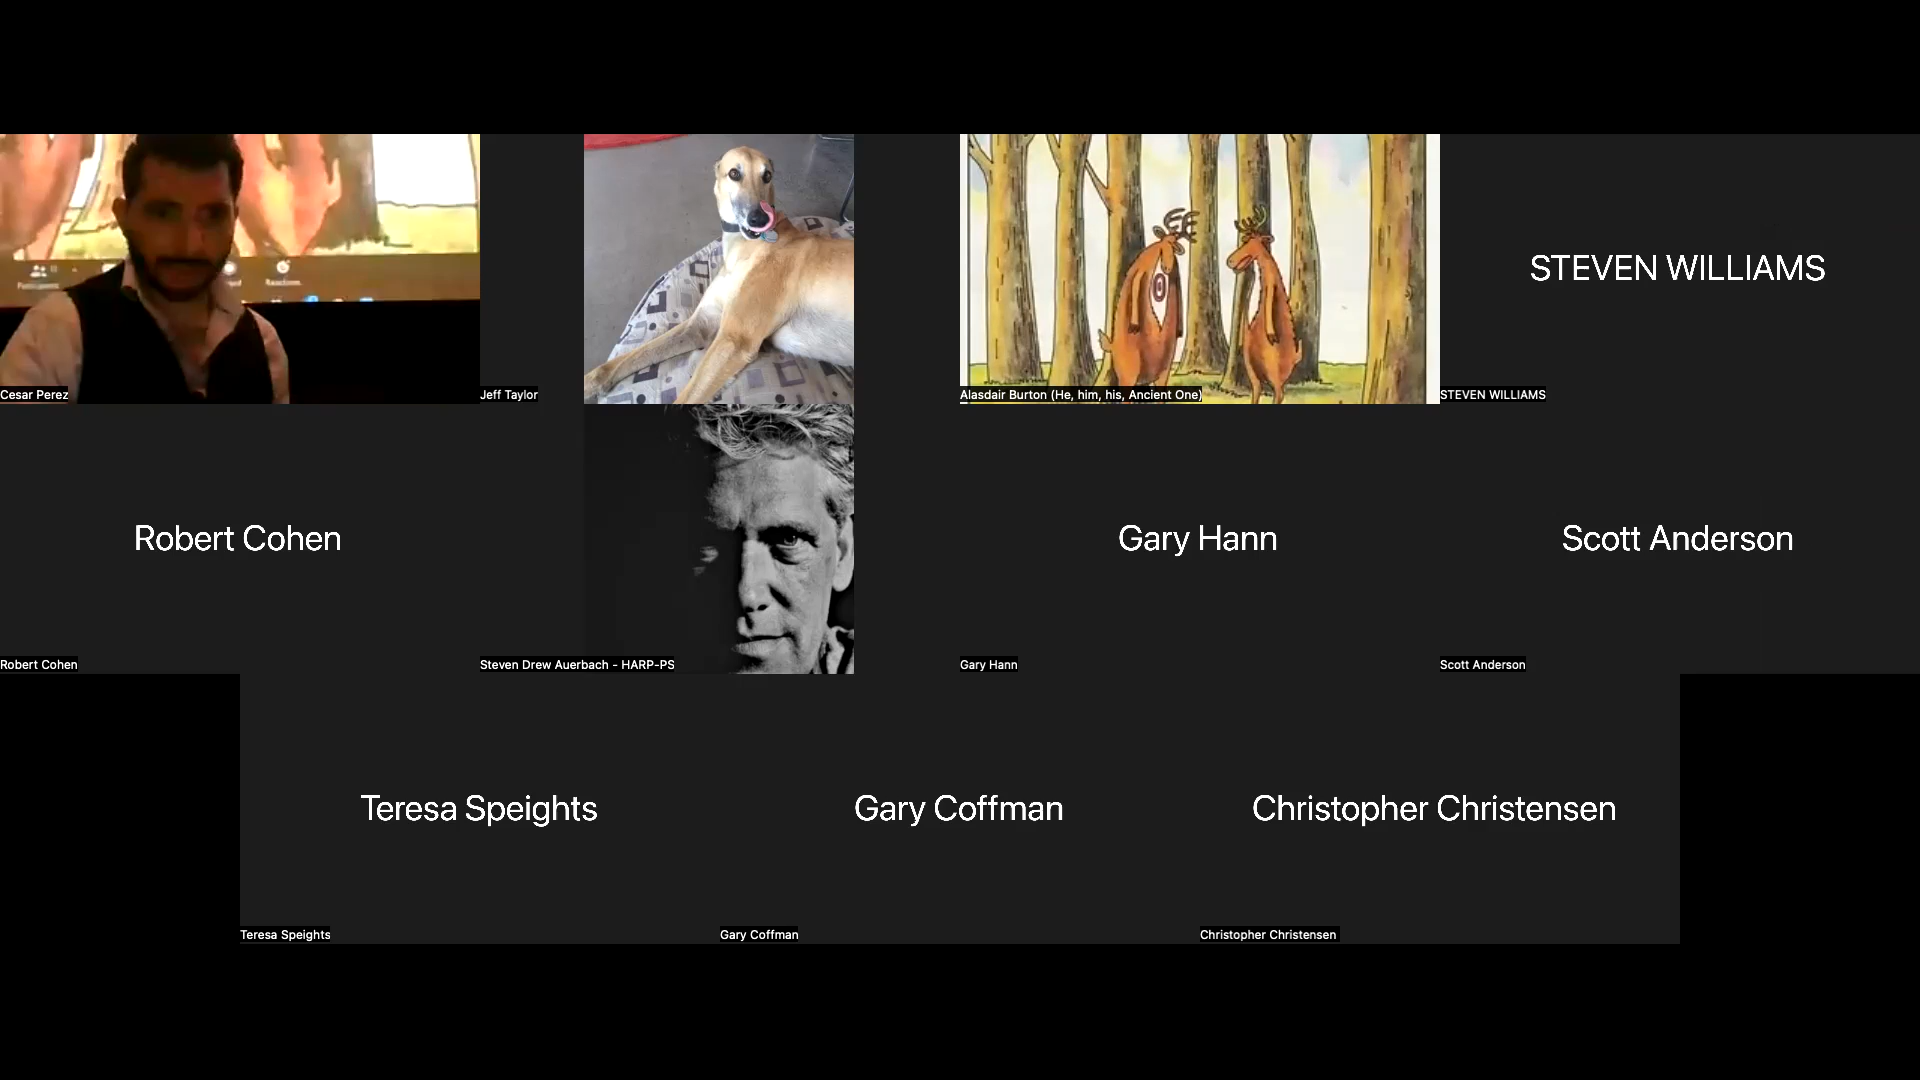 Participants
Reactions
Cesar Perez
Jeff Taylor
Alasdair Burton (He, him, his, Ancient One)
STEVEN WILLIAMS
STEVEN WILLIAMS
Robert Cohen
Robert Cohen
Steven Drew Auerbach - HARP-PS
Gary Hann
Gary Hann
Scott Anderson
Scott Anderson
Teresa Speights
Teresa Speights
Gary Coffman
Gary Coffman
Christopher Christensen
Christopher Christensen